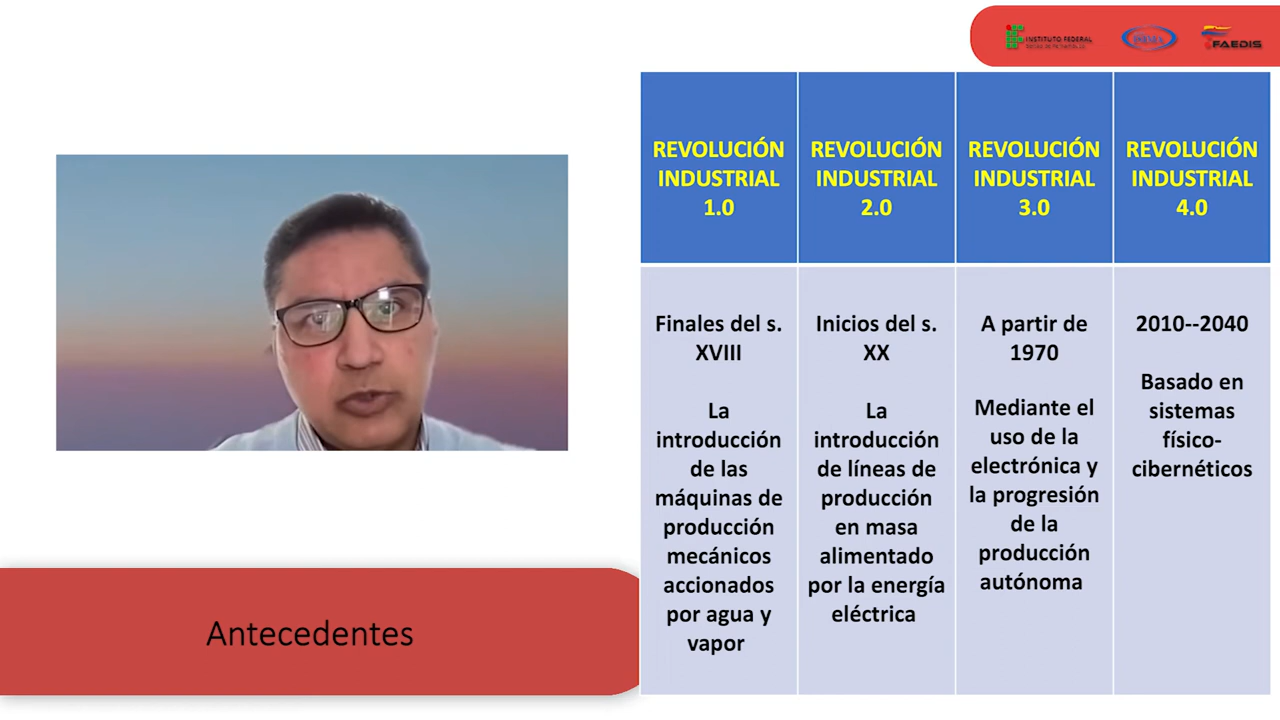 INSTITUTO FEDERAL
FAEDIS
REVOLUCIÓN
INDUSTRIAL
1.0
REVOLUCIÓN
INDUSTRIAL
2.0
REVOLUCIÓN
INDUSTRIAL
3.0
REVOLUCIÓN
INDUSTRIAL
4.0
Finales del s.
XVIII
La
introducción
de las
máquinas de
producción
mecánicos
accionados
por agua y
vapor
Inicios del s.
XX
La
introducción
de líneas de
producción
en masa
alimentado
por la energía
eléctrica
A partir de
1970
Mediante el
uso de la
electrónica y
la progresión
de la
producción
autónoma
2010--2040
Basado en
sistemas
físico-
cibernéticos
Antecedentes